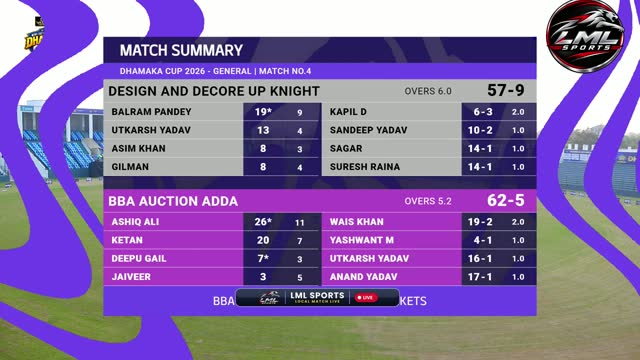 LML
SPORTS
MATCH SUMMARY
DHAMAKA CUP 2026 - GENERAL | MATCH NO.4
DESIGN AND DECORE UP KNIGHT OVERS 6.0 57-9
BALRAM PANDEY 19* 9 KAPIL D 6-3 2.0
UTKARSH YADAV 13 4 SANDEEP YADAV 10-2 1.0
ASIM KHAN 8 3 SAGAR 14-1 1.0
GILMAN 8 4 SURESH RAINA 14-1 1.0
BBA AUCTION ADDA OVERS 5.2 62-5
ASHIQ ALI 26* 11 WAIS KHAN 19-2 2.0
KETAN 20 7 YASHWANT M 4-1 1.0
DEEPU GAIL 7* 3 UTKARSH YADAV 16-1 1.0
JAIVEER 3 5 ANAND YADAV 17-1 1.0
BBA KETS
LML LML SPORTS LIVE
LOCAL MATCH LIVE